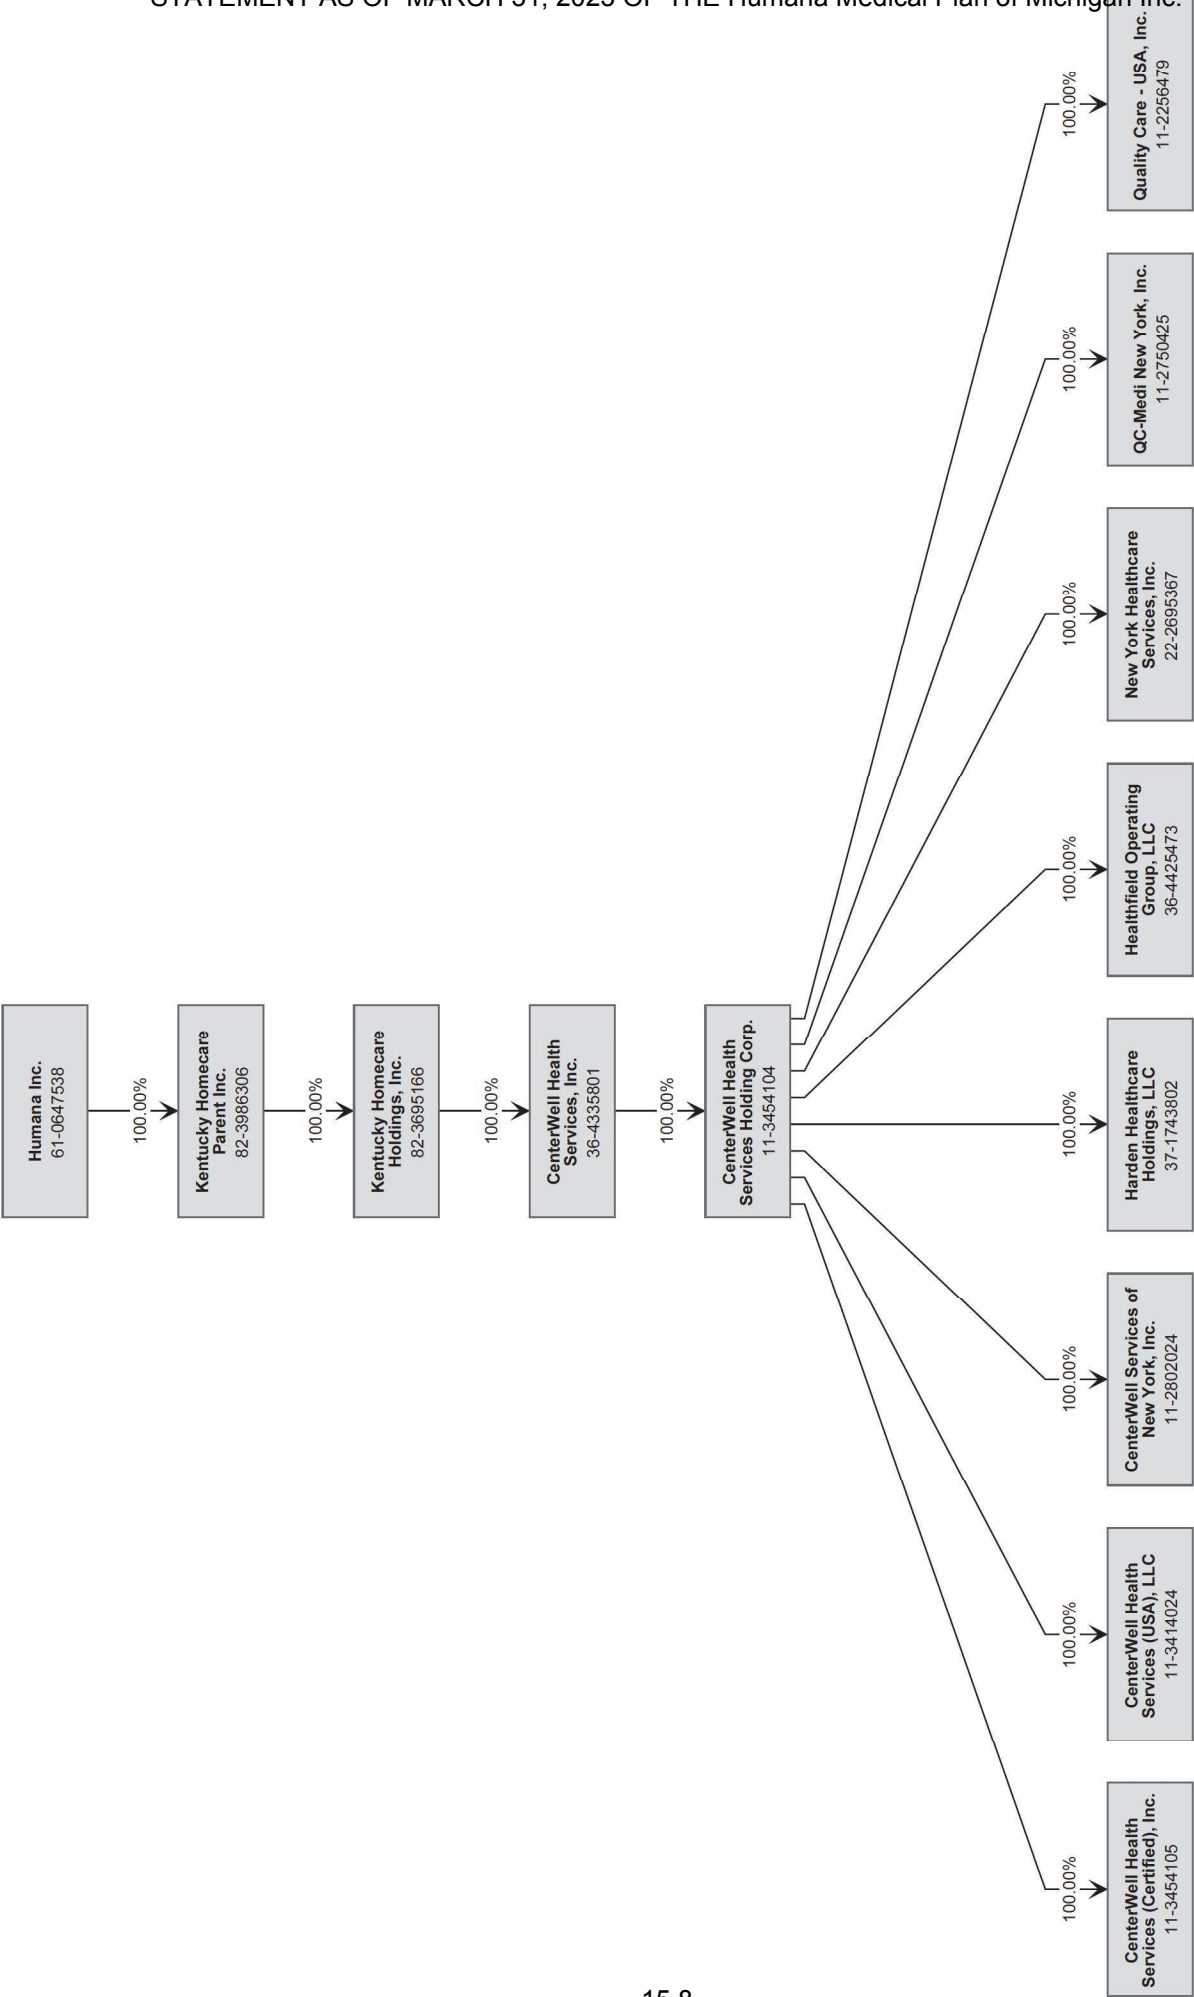 STATEMENT AS OF MARCH 31, 2023 OF THE Humana Medical Plan of Michigan Inc.
Humana Inc.
61-0647538
100.00%
Kentucky Homecare
Parent Inc.
82-3986306
100.00%
Kentucky Homecare
Holdings, Inc.
82-3695166
100.00%
CenterWell Health
Services, Inc.
36-4335801
100.00%
CenterWell Health
Services Holding Corp.
11-3454104
100.00%
CenterWell Health
Services (Certified), Inc.
11-3454105
100.00%
CenterWell Health
Services (USA), LLC
11-3414024
100.00%
CenterWell Services of
New York, Inc.
11-2802024
100.00%
Harden Healthcare
Holdings, LLC
37-1743802
100.00%
Healthfield Operating
Group, LLC
36-4425473
100.00%
New York Healthcare
Services, Inc.
22-2695367
100.00%
QC-Medi New York, Inc.
11-2750425
100.00%
Quality Care - USA, Inc.
11-2256479
15.8